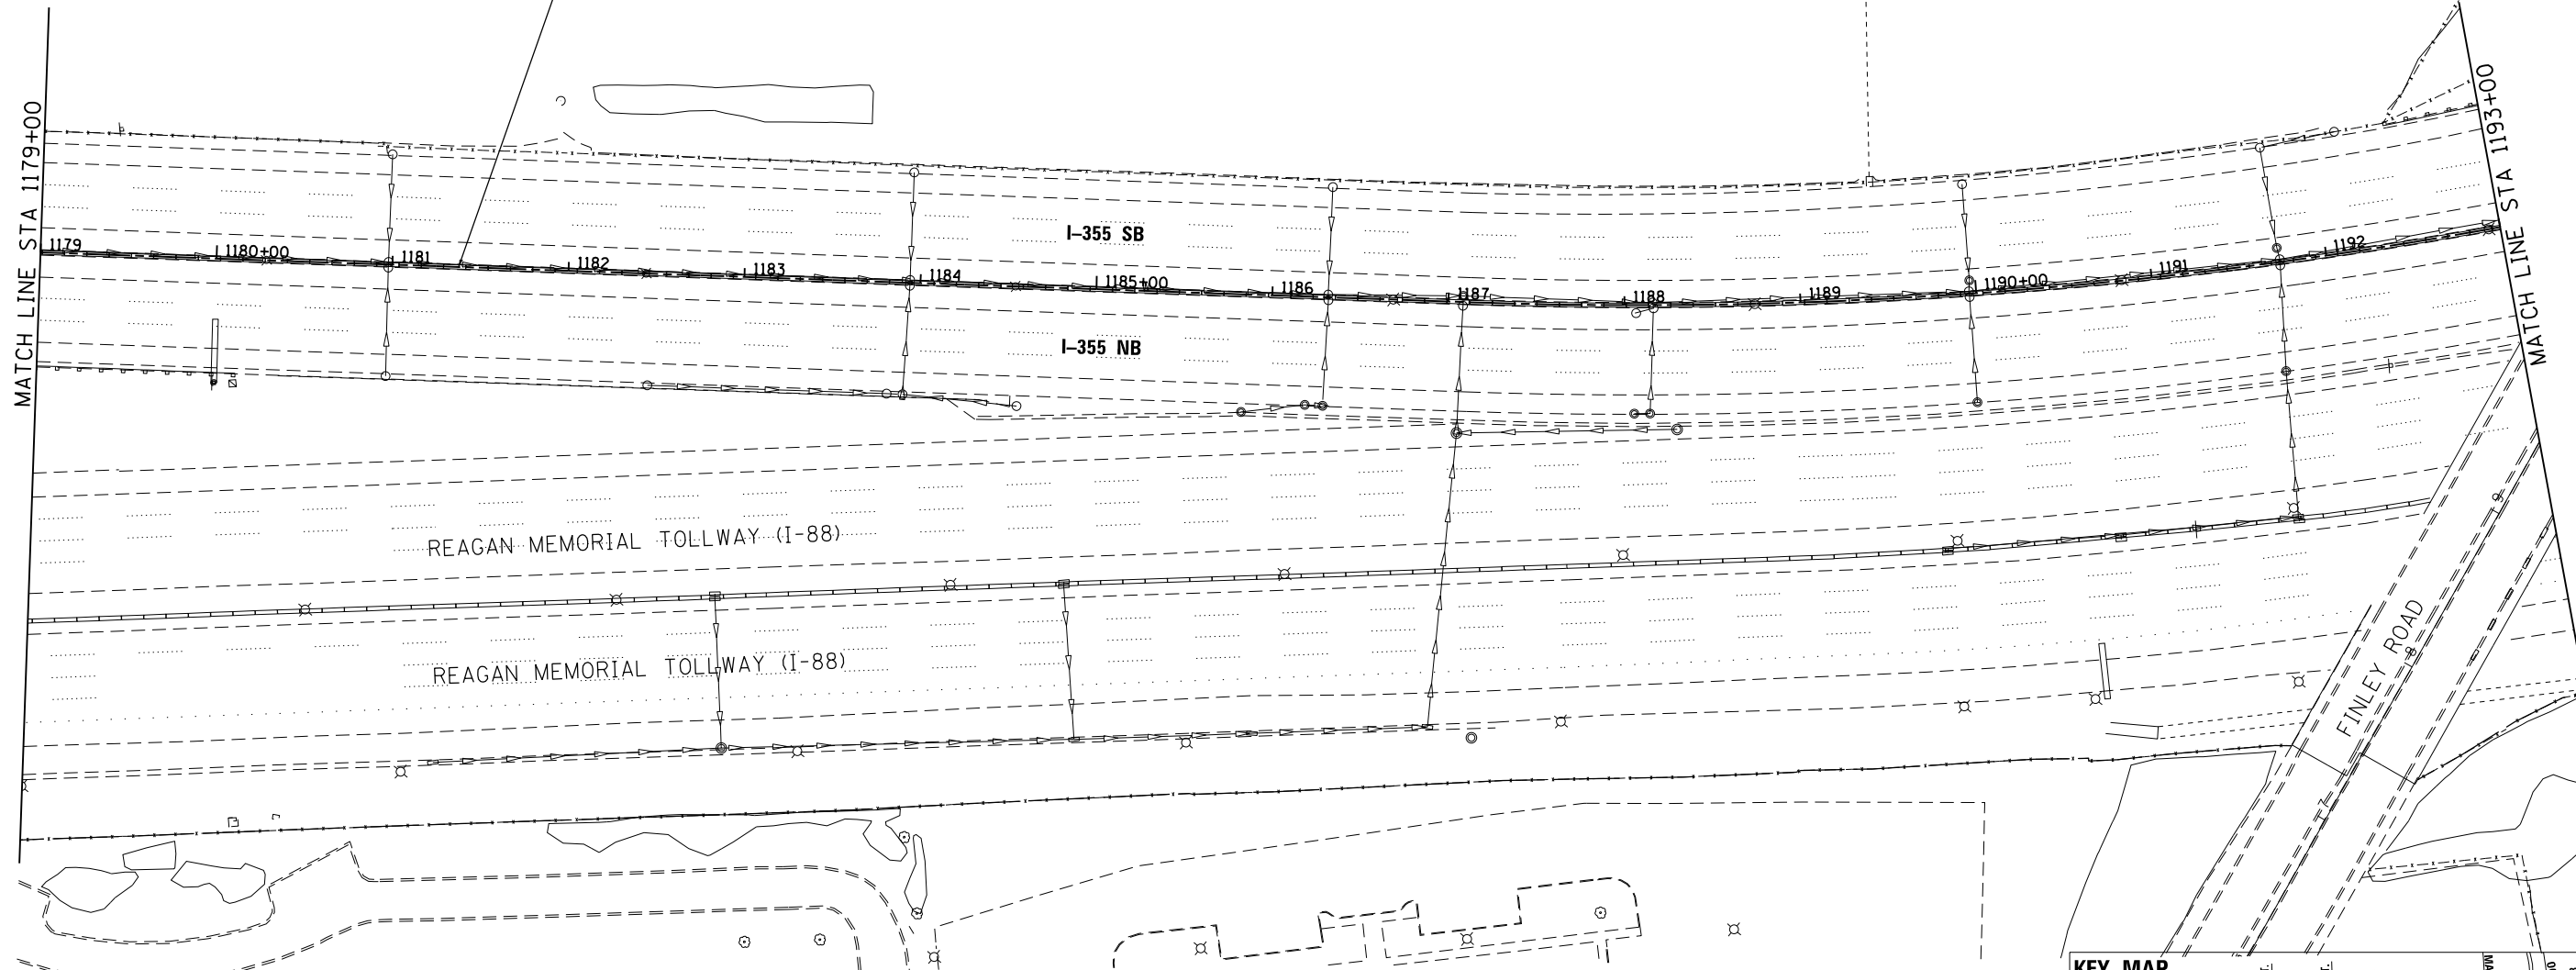 MATCH LINE STA 1179+00
MATCH LINE STA 1193+00
I-355 SB
1179
1180+00
1181
1182
1183
1184
1185+00
1186
1187
1188
1189
1190+00
1191
1192
I-355 NB
REAGAN MEMORIAL TOLLWAY (I-88)
REAGAN MEMORIAL TOLLWAY (I-88)
FINLEY ROAD
9
8
KEY MAP